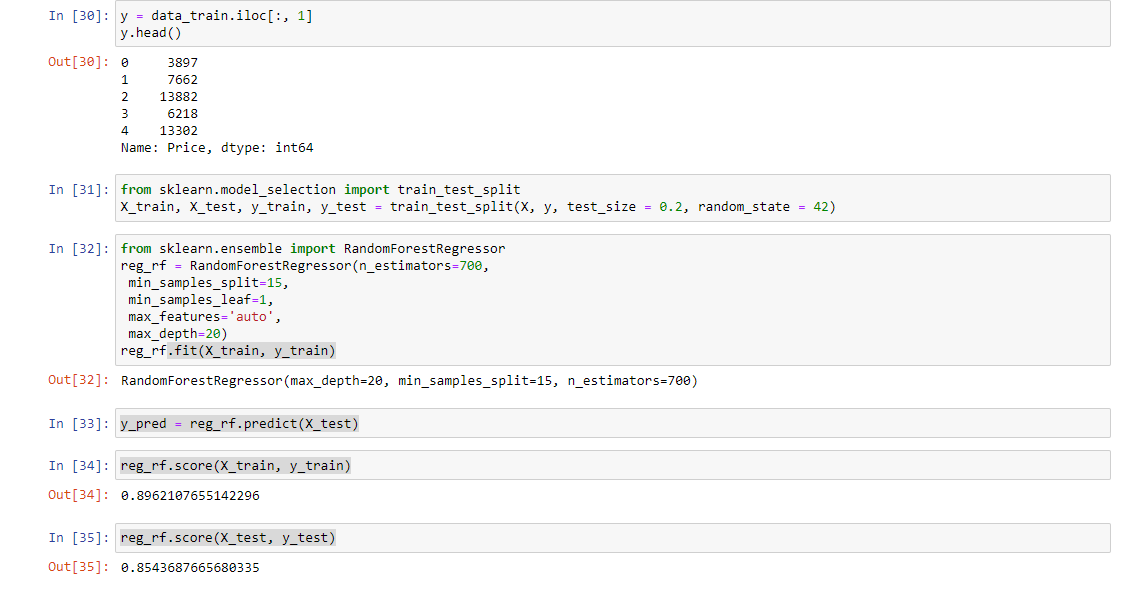 In [30]: y = data_train.iloc[:, 1]
y.head()
Out[30]: 0     3897
1     7662
2    13882
3     6218
4    13302
Name: Price, dtype: int64
In [31]: from sklearn.model_selection import train_test_split
X_train, X_test, y_train, y_test = train_test_split(X, y, test_size = 0.2, random_state = 42)
In [32]: from sklearn.ensemble import RandomForestRegressor
reg_rf = RandomForestRegressor(n_estimators=700,
 min_samples_split=15,
 min_samples_leaf=1,
 max_features='auto',
 max_depth=20)
reg_rf.fit(X_train, y_train)
Out[32]: RandomForestRegressor(max_depth=20, min_samples_split=15, n_estimators=700)
In [33]: y_pred = reg_rf.predict(X_test)
In [34]: reg_rf.score(X_train, y_train)
Out[34]: 0.8962107655142296
In [35]: reg_rf.score(X_test, y_test)
Out[35]: 0.8543687665680335